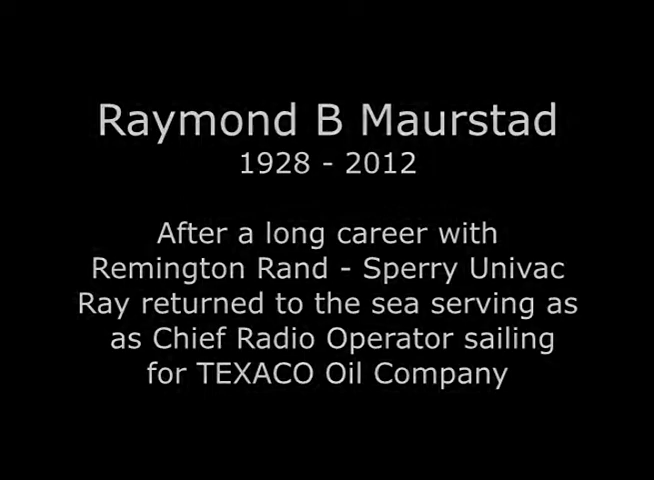 Raymond B Maurstad
1928 - 2012
After a long career with
Remington Rand - Sperry Univac
Ray returned to the sea serving as
as Chief Radio Operator sailing
for TEXACO Oil Company